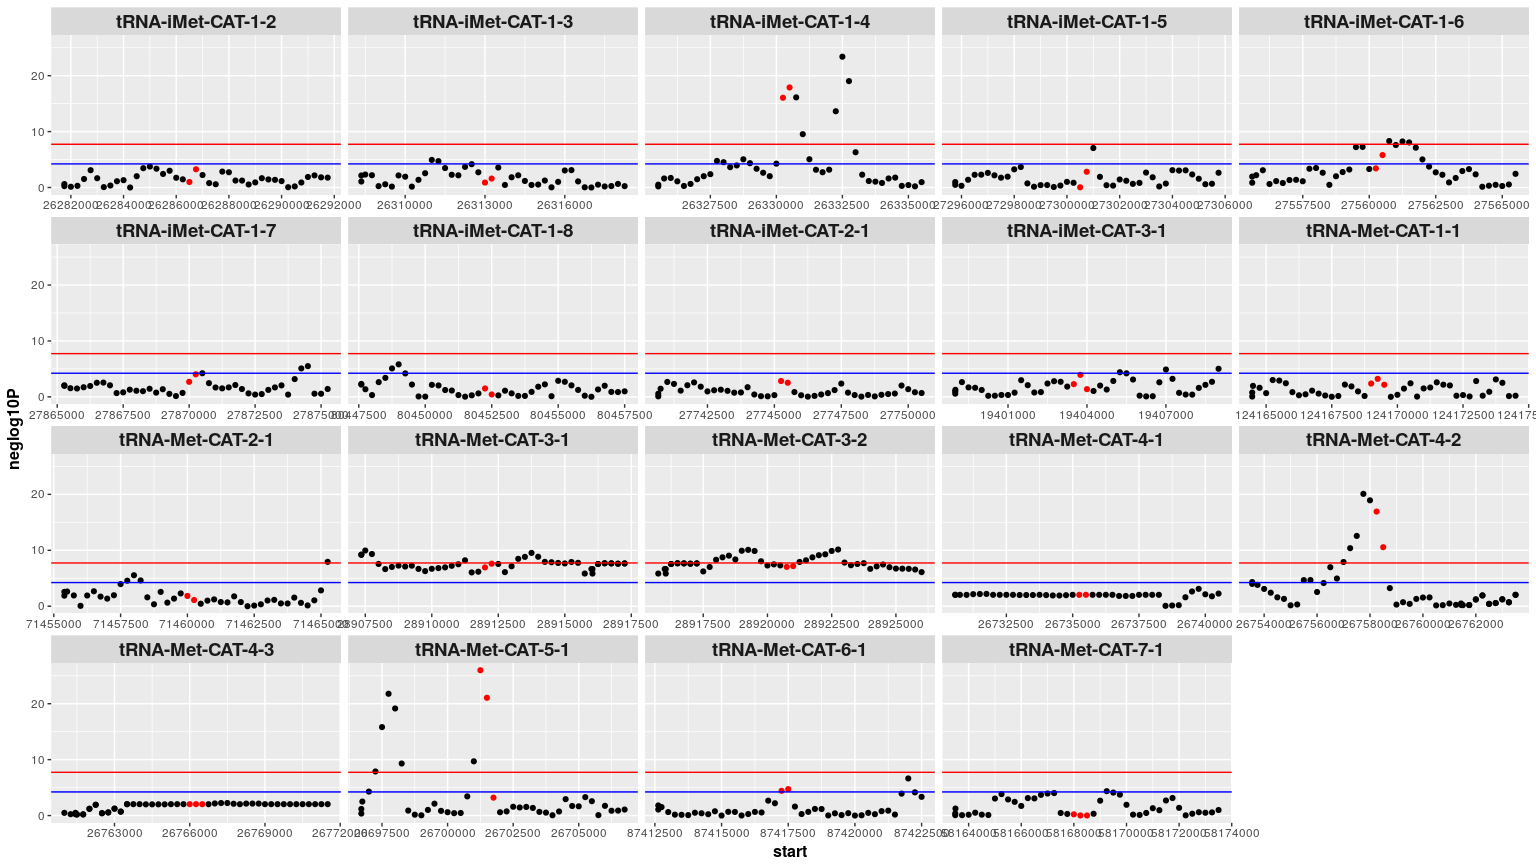 tRNA-iMet-CAT-1-2 tRNA-iMet-CAT-1-3 tRNA-iMet-CAT-1-4 tRNA-iMet-CAT-1-5 tRNA-iMet-CAT-1-6
20
10
0
26282000 26284000 26286000 26288000 26290000 26292000 26310000 26313000 26315000 26327500 26330000 26332500 26335000 27296000 27298000 27300000 27302000 27304000 27306000 27557500 27560000 27562500 27565000
tRNA-iMet-CAT-1-7 tRNA-iMet-CAT-1-8 tRNA-iMet-CAT-2-1 tRNA-iMet-CAT-3-1 tRNA-Met-CAT-1-1
20
10
0
27865000 27867500 27870000 27872500 27875000 80447500 80450000 80452500 80455000 80457500 27742500 27745000 27747500 27750000 19401000 19404000 19407000 124165000 124167500 124170000 124172500
tRNA-Met-CAT-2-1 tRNA-Met-CAT-3-1 tRNA-Met-CAT-3-2 tRNA-Met-CAT-4-1 tRNA-Met-CAT-4-2
20
10
0
71455000 71457500 71460000 71462500 71465000 28907500 28910000 28912500 28915000 28917500 28917500 28920000 28922500 28925000 26732500 26735000 26737500 26740000 26754000 26756000 26758000 26760000 26762000
tRNA-Met-CAT-4-3 tRNA-Met-CAT-5-1 tRNA-Met-CAT-6-1 tRNA-Met-CAT-7-1
20
10
0
26763000 26766000 26769000 26772000 26697500 26700000 26702500 26705000 87412500 87415000 87417500 87420000 87422500 58164000 58166000 58168000 58170000 58172000 58174000
neglog10P
start